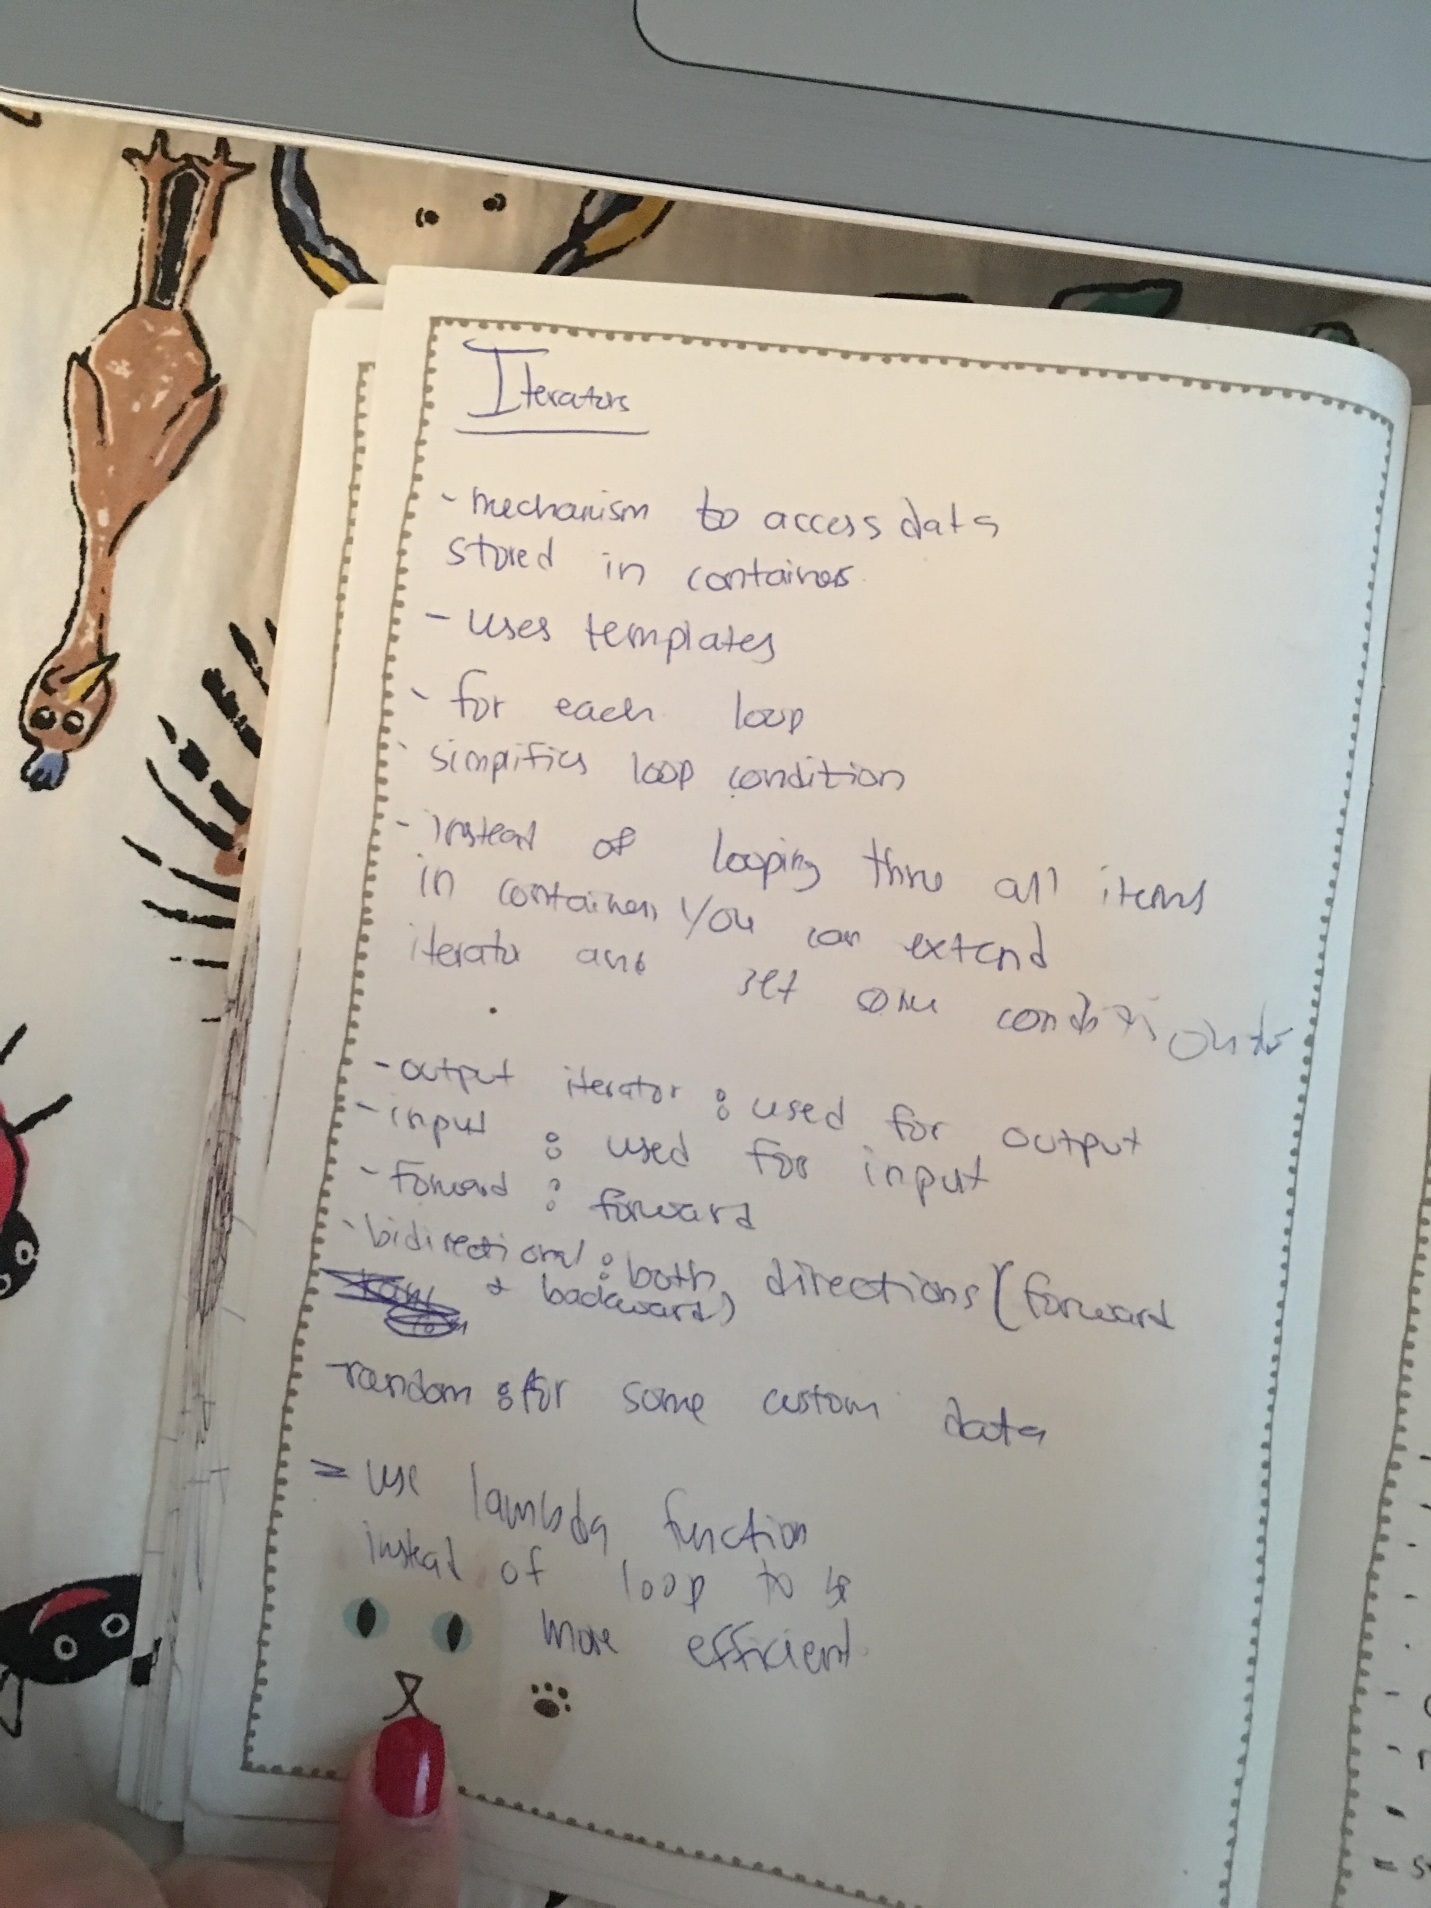 Iterators
- mechanism to access data
stored in containers.
- uses templates
- for each loop
- simplifies loop condition
- instead of looping thru all items
in container, you can extend
iterator and set some
- output iterator : used for output
- input : used for input
- forward : forward
- bidirectional : both directions (forward
+ backward)
- random : for some custom data
= use lambda function
instead of loop to be
more efficient